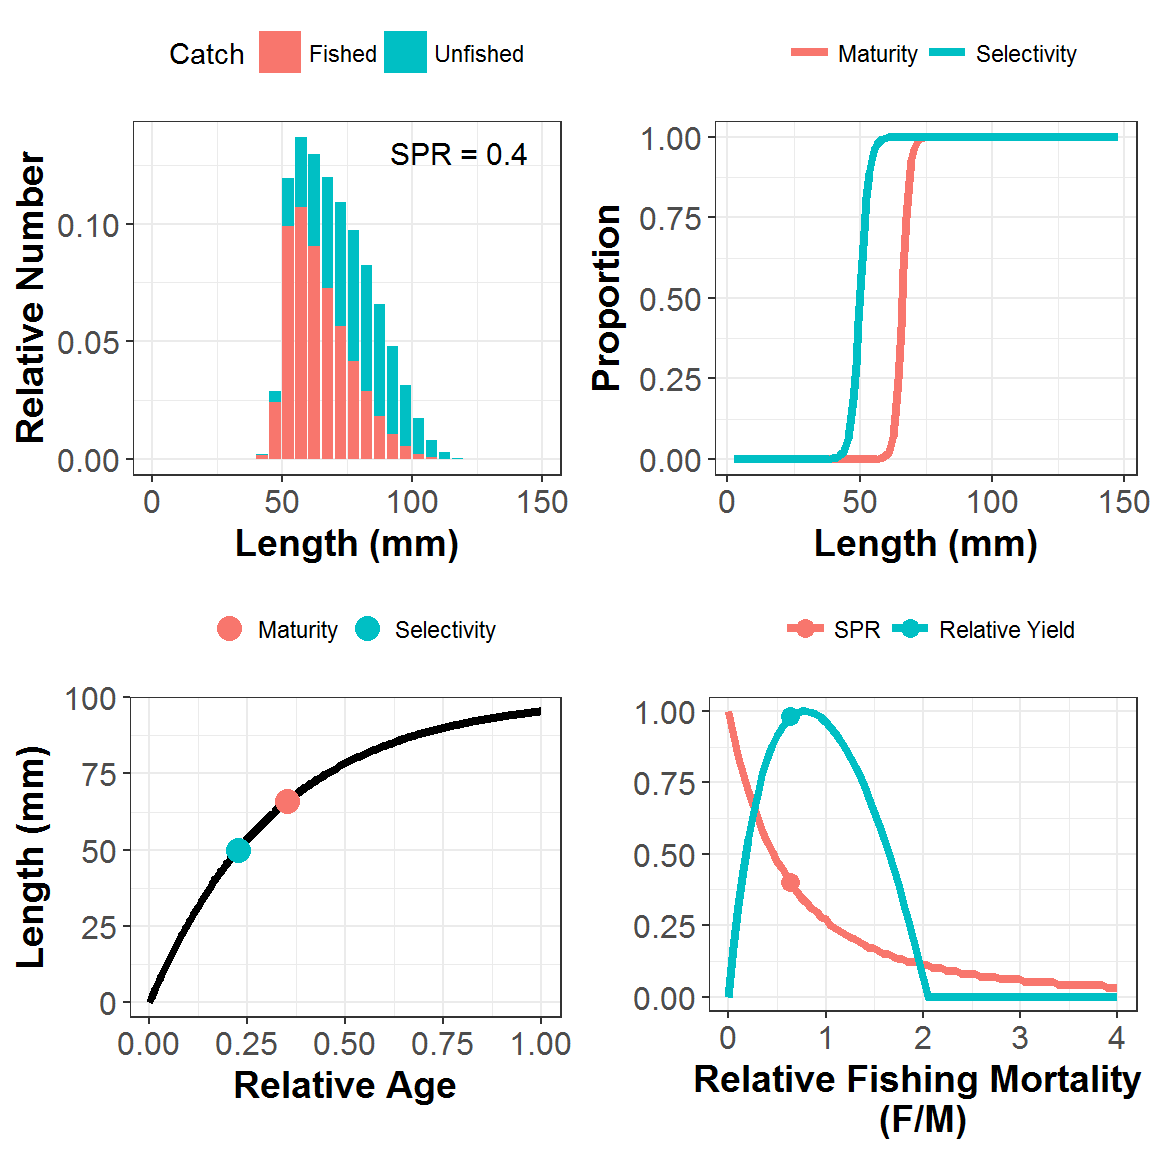 Catch Fished Unfished
SPR = 0.4
Relative Number
0.10
0.05
0.00
0 50 100 150
Length (mm)
Maturity Selectivity
Proportion
1.00
0.75
0.50
0.25
0.00
0 50 100 150
Length (mm)
Maturity Selectivity
Length (mm)
100
75
50
25
0
0.00 0.25 0.50 0.75 1.00
Relative Age
SPR Relative Yield
1.00
0.75
0.50
0.25
0.00
0 1 2 3 4
Relative Fishing Mortality
(F/M)